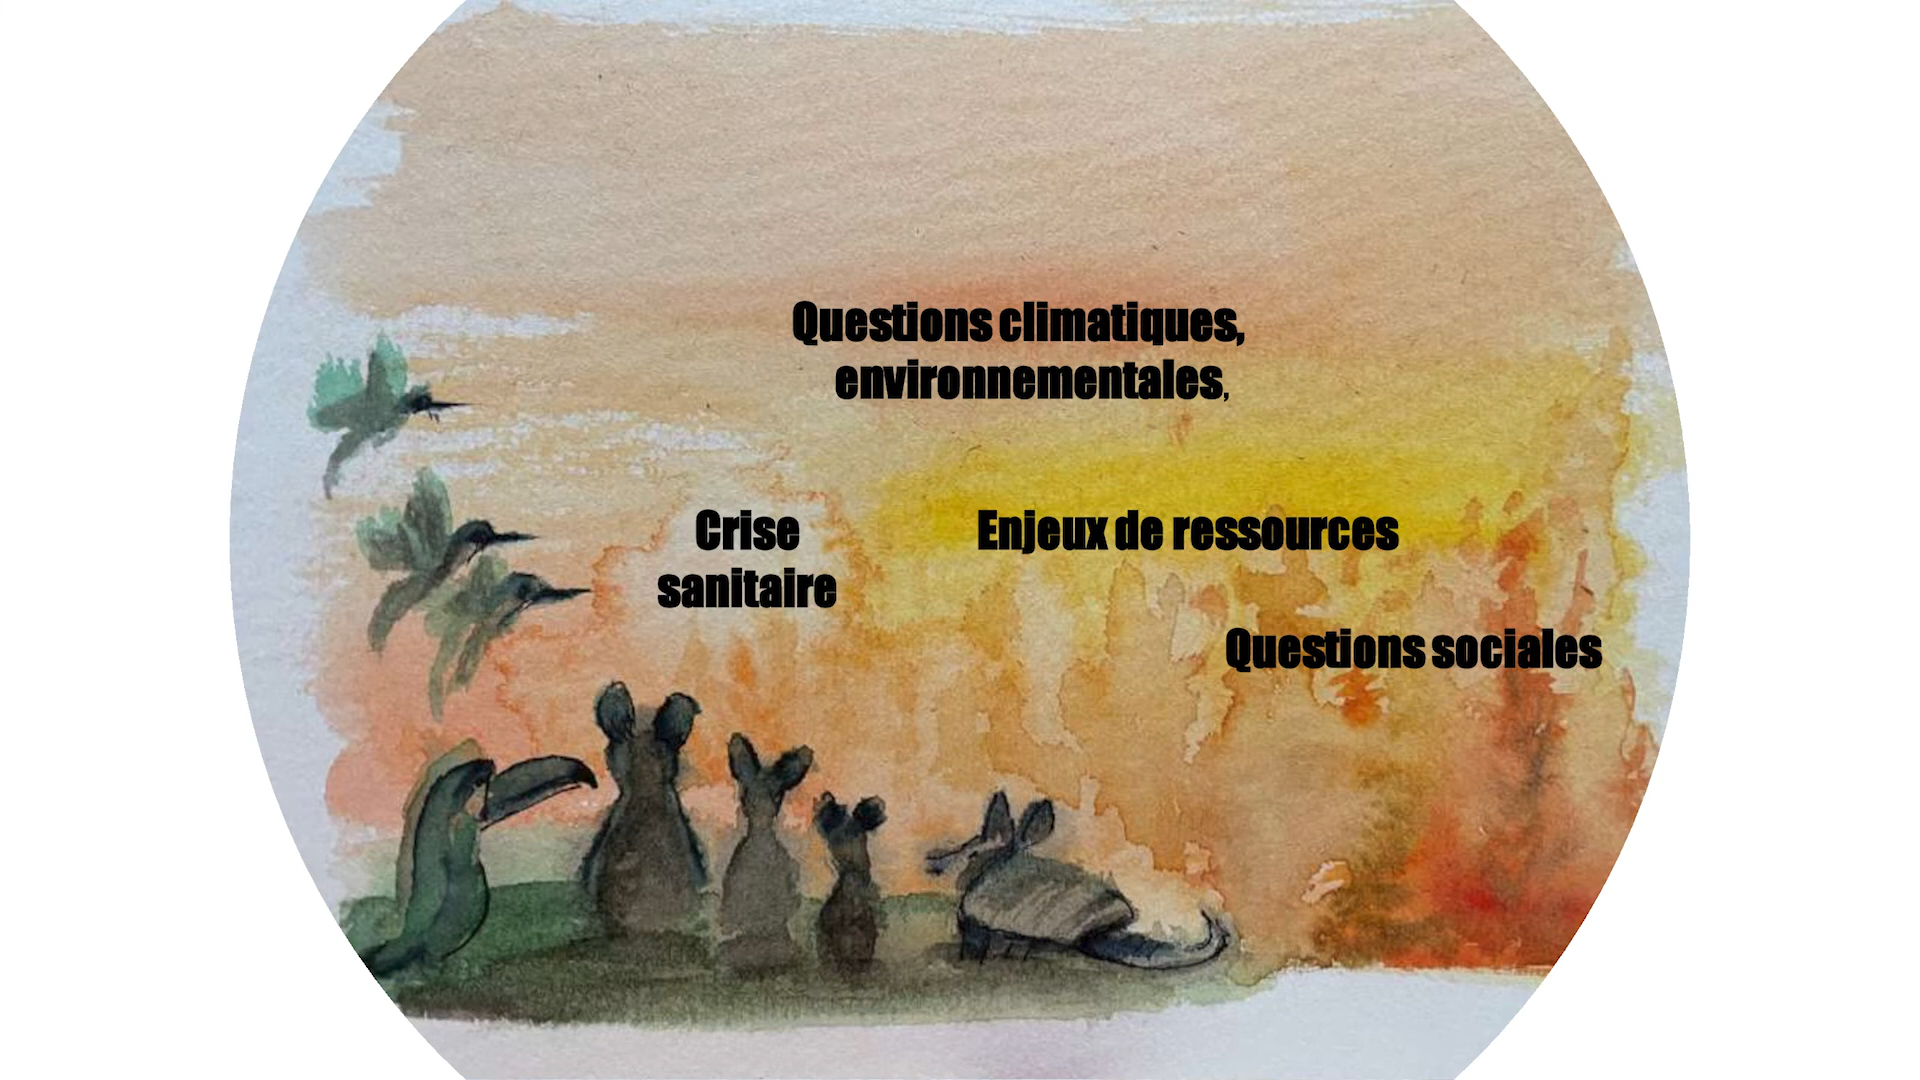 Questions climatiques,
environnementales,
Crise
sanitaire
Enjeux de ressources
Questions sociales